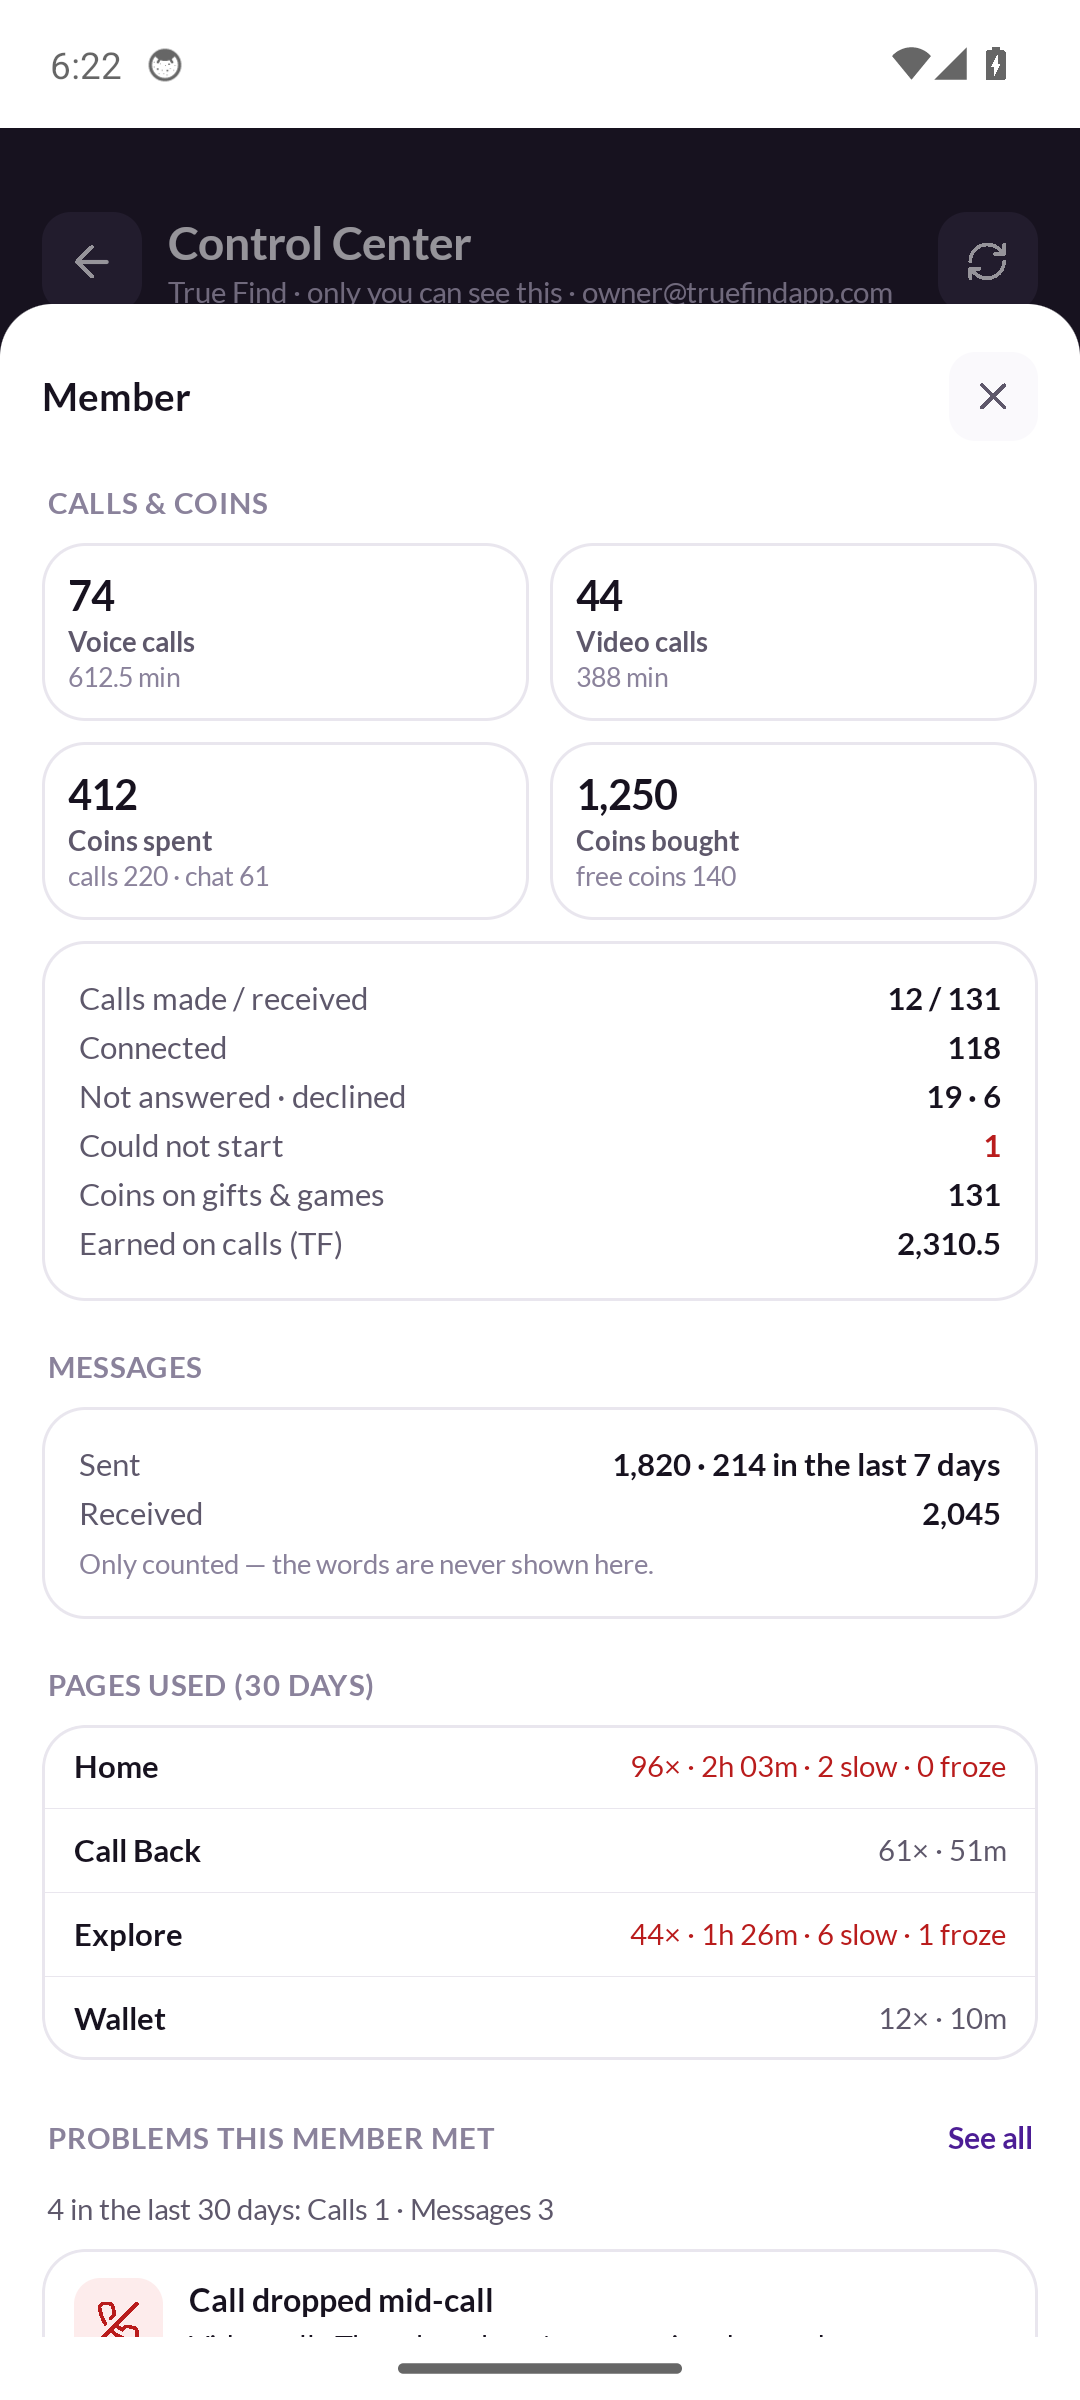 6:22
Control Center
True Find · only you can see this · owner@truefindapp.com
Member
CALLS & COINS
74
Voice calls
612.5 min
44
Video calls
388 min
412
Coins spent
calls 220 · chat 61
1,250
Coins bought
free coins 140
Calls made / received 12 / 131
Connected 118
Not answered · declined 19 · 6
Could not start 1
Coins on gifts & games 131
Earned on calls (TF) 2,310.5
MESSAGES
Sent 1,820 · 214 in the last 7 days
Received 2,045
Only counted — the words are never shown here.
PAGES USED (30 DAYS)
Home 96× · 2h 03m · 2 slow · 0 froze
Call Back 61× · 51m
Explore 44× · 1h 26m · 6 slow · 1 froze
Wallet 12× · 10m
PROBLEMS THIS MEMBER MET See all
4 in the last 30 days: Calls 1 · Messages 3
Call dropped mid-call